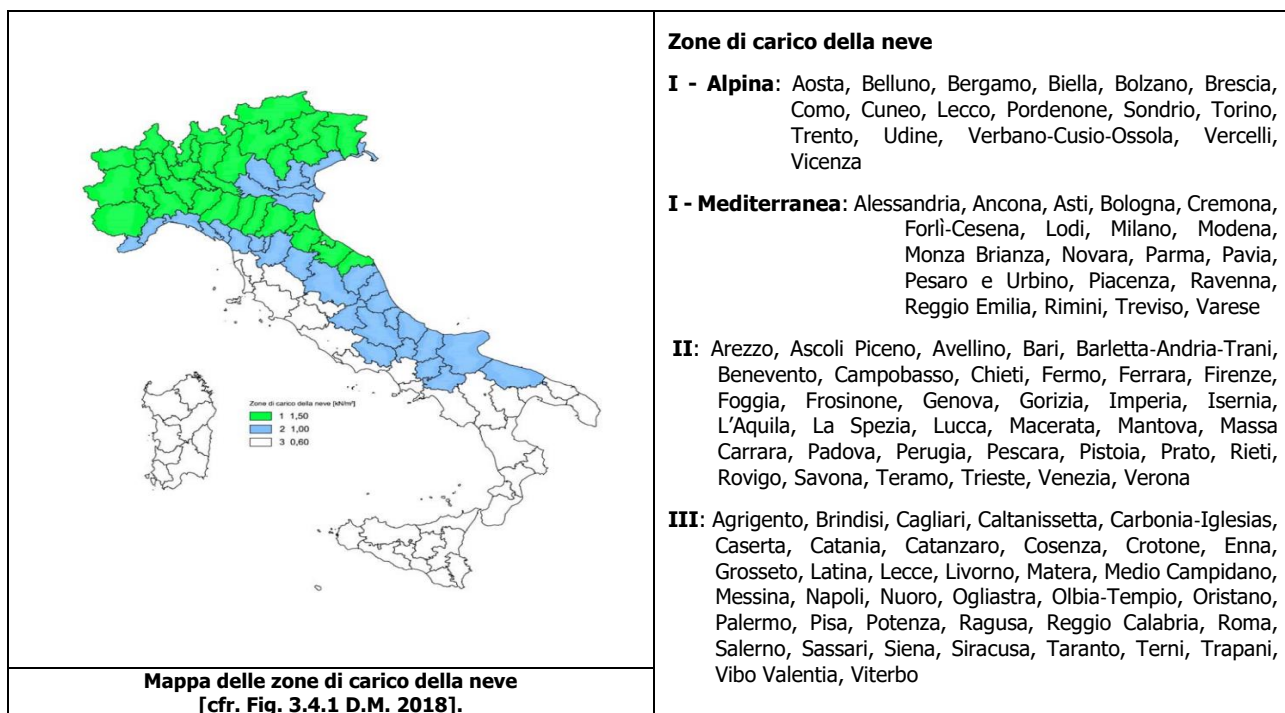 Zone di carico della neve [kN/m²]
1 1,50
2 1,00
3 0,60
Mappa delle zone di carico della neve
[cfr. Fig. 3.4.1 D.M. 2018].
Zone di carico della neve
I - Alpina: Aosta, Belluno, Bergamo, Biella, Bolzano, Brescia,
Como, Cuneo, Lecco, Pordenone, Sondrio, Torino,
Trento, Udine, Verbano-Cusio-Ossola, Vercelli,
Vicenza
I - Mediterranea: Alessandria, Ancona, Asti, Bologna, Cremona,
Forlì-Cesena, Lodi, Milano, Modena,
Monza Brianza, Novara, Parma, Pavia,
Pesaro e Urbino, Piacenza, Ravenna,
Reggio Emilia, Rimini, Treviso, Varese
II: Arezzo, Ascoli Piceno, Avellino, Bari, Barletta-Andria-Trani,
Benevento, Campobasso, Chieti, Fermo, Ferrara, Firenze,
Foggia, Frosinone, Genova, Gorizia, Imperia, Isernia,
L'Aquila, La Spezia, Lucca, Macerata, Mantova, Massa
Carrara, Padova, Perugia, Pescara, Pistoia, Prato, Rieti,
Rovigo, Savona, Teramo, Trieste, Venezia, Verona
III: Agrigento, Brindisi, Cagliari, Caltanissetta, Carbonia-Iglesias,
Caserta, Catania, Catanzaro, Cosenza, Crotone, Enna,
Grosseto, Latina, Lecce, Livorno, Matera, Medio Campidano,
Messina, Napoli, Nuoro, Ogliastra, Olbia-Tempio, Oristano,
Palermo, Pisa, Potenza, Ragusa, Reggio Calabria, Roma,
Salerno, Sassari, Siena, Siracusa, Taranto, Terni, Trapani,
Vibo Valentia, Viterbo